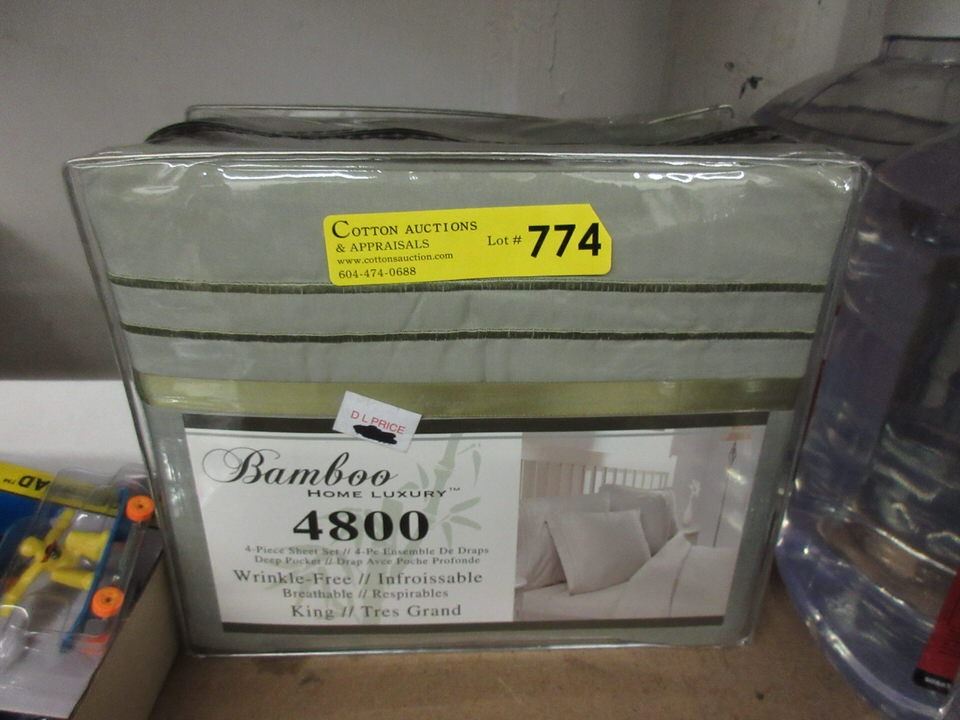 COTTON AUCTIONS
& APPRAISALS
www.cottonsauction.com
604-474-0688
Lot # 774
D L PRICE
Bamboo
HOME LUXURY™
4800
4-Piece Sheet Set // 4-Pc Ensemble De Draps
Deep Pocket // Drap Avec Poche Profonde
Wrinkle-Free // Infroissable
Breathable // Respirables
King // Tres Grand
AD™